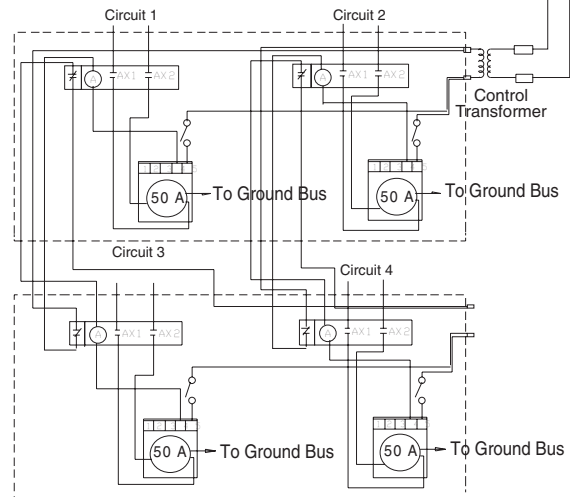 Circuit 1
Circuit 2
A
AX1
AX2
A
AX1
AX2
Control
Transformer
50 A
To Ground Bus
50 A
To Ground Bus
Circuit 3
Circuit 4
A
AX1
AX2
A
AX1
AX2
50 A
To Ground Bus
50 A
To Ground Bus